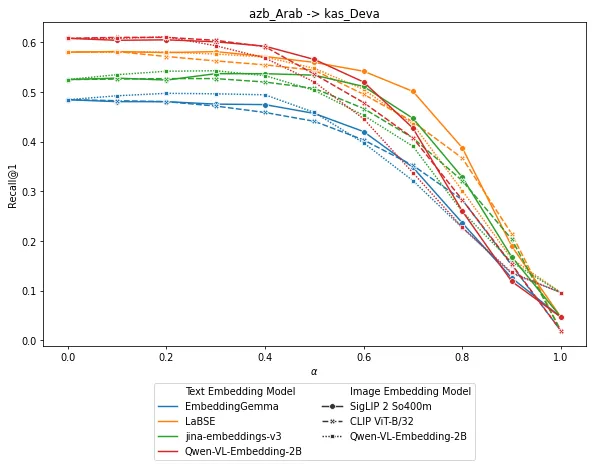 azb_Arab -> kas_Deva
Recall@1
0.6
0.5
0.4
0.3
0.2
0.1
0.0
0.0 0.2 0.4 0.6 0.8 1.0
α
Text Embedding Model Image Embedding Model
EmbeddingGemma SigLIP 2 So400m
LaBSE CLIP ViT-B/32
jina-embeddings-v3 Qwen-VL-Embedding-2B
Qwen-VL-Embedding-2B